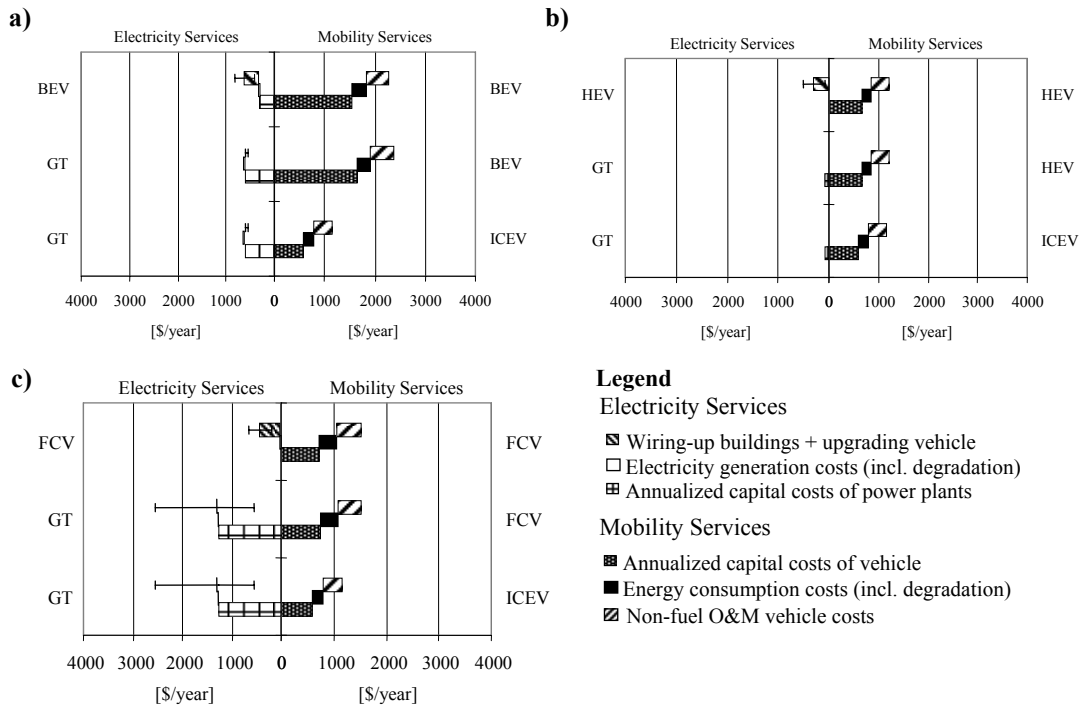 a)
Electricity Services Mobility Services
BEV BEV
GT BEV
GT ICEV
4000 3000 2000 1000 0 1000 2000 3000 4000
[$/year] [$/year]
b)
Electricity Services Mobility Services
HEV HEV
GT HEV
GT ICEV
4000 3000 2000 1000 0 1000 2000 3000 4000
[$/year] [$/year]
c)
Electricity Services Mobility Services
FCV FCV
GT FCV
GT ICEV
4000 3000 2000 1000 0 1000 2000 3000 4000
[$/year] [$/year]
Legend
Electricity Services
Wiring-up buildings + upgrading vehicle
Electricity generation costs (incl. degradation)
Annualized capital costs of power plants
Mobility Services
Annualized capital costs of vehicle
Energy consumption costs (incl. degradation)
Non-fuel O&M vehicle costs